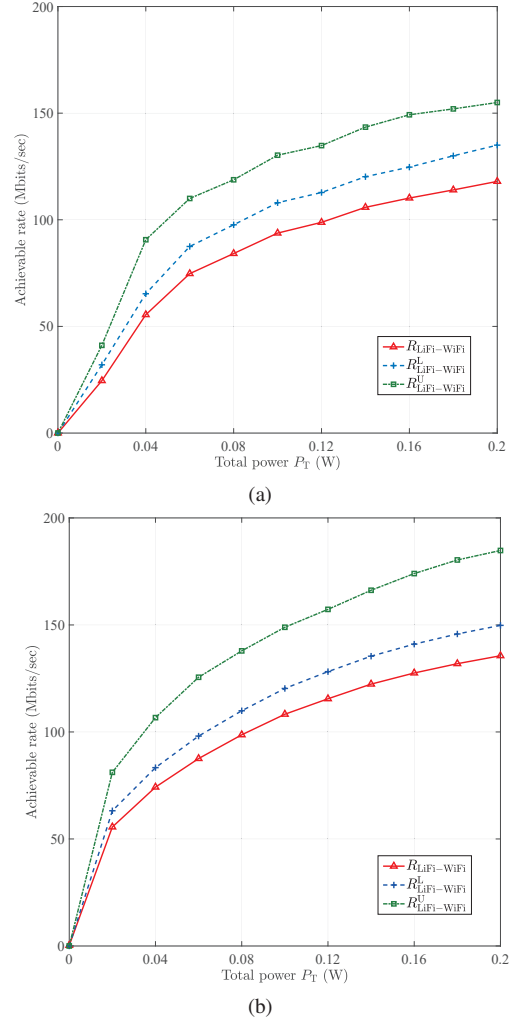 200
150
100
50
0
Achievable rate (Mbits/sec)
0 0.04 0.08 0.12 0.16 0.2
Total power P_T (W)
R_LiFi−WiFi
R^L_LiFi−WiFi
R^U_LiFi−WiFi
(a)
200
150
100
50
0
Achievable rate (Mbits/sec)
0 0.04 0.08 0.12 0.16 0.2
Total power P_T (W)
R_LiFi−WiFi
R^L_LiFi−WiFi
R^U_LiFi−WiFi
(b)